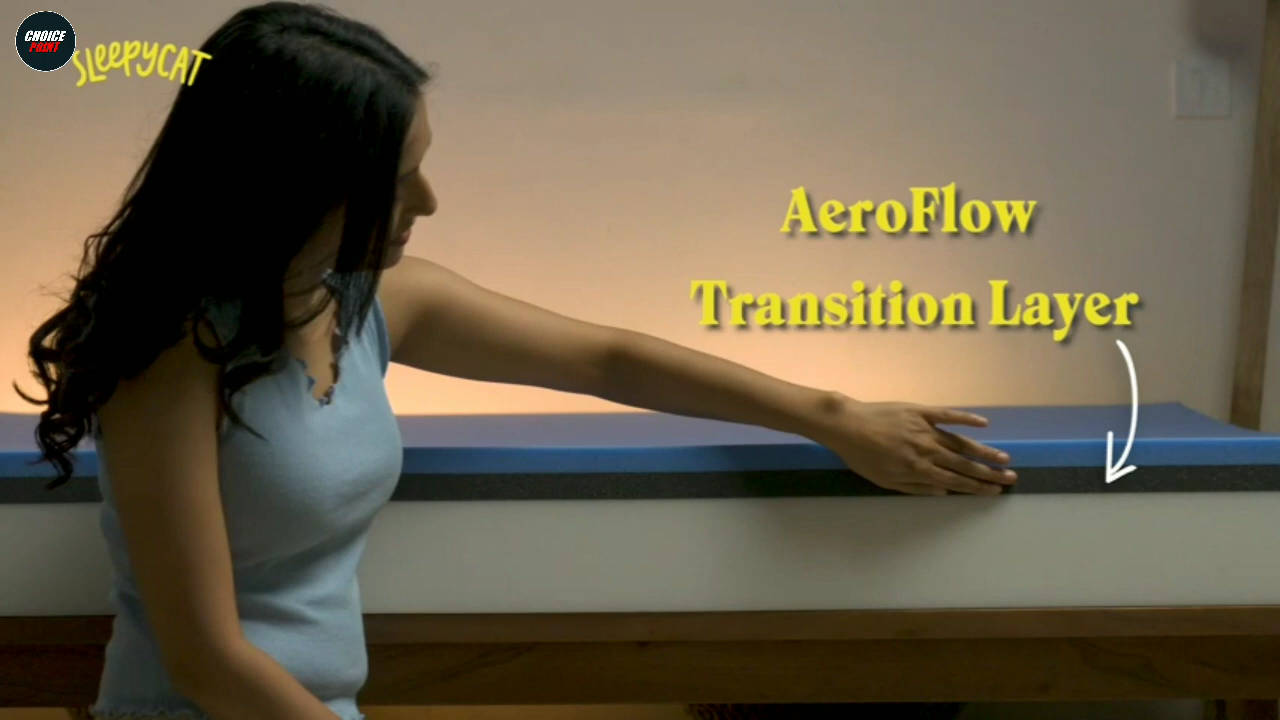 CHOICE
POINT
SLEEPYCAT
AeroFlow
Transition Layer